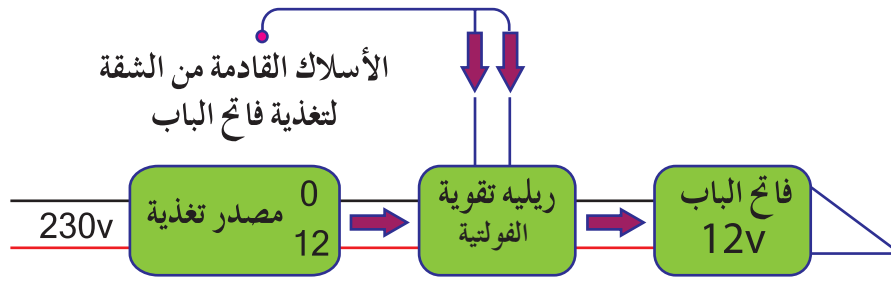 الأسلاك القادمة من الشقة
لتغذية فاتح الباب
230v
مصدر تغذية
0
12
ريليه تقوية
الفولتية
فاتح الباب
12v